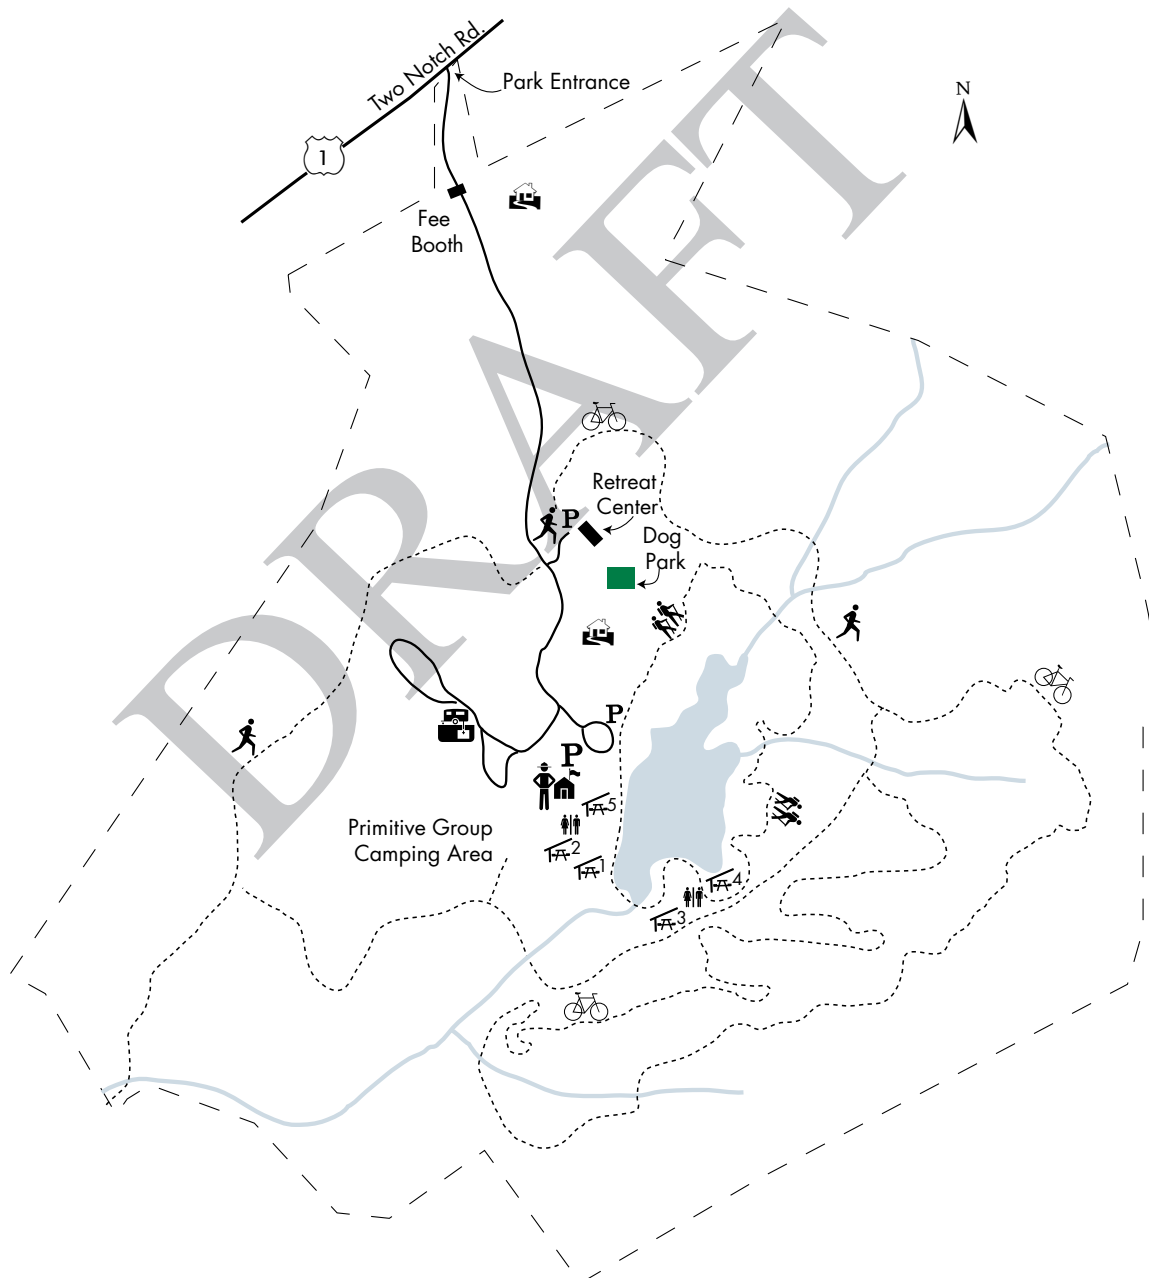 Two Notch Rd.
Park Entrance
N
1
Fee
Booth
Retreat
Center
P
Dog
Park
P
P
5
Primitive Group
Camping Area
2
1
4
3
DRAFT